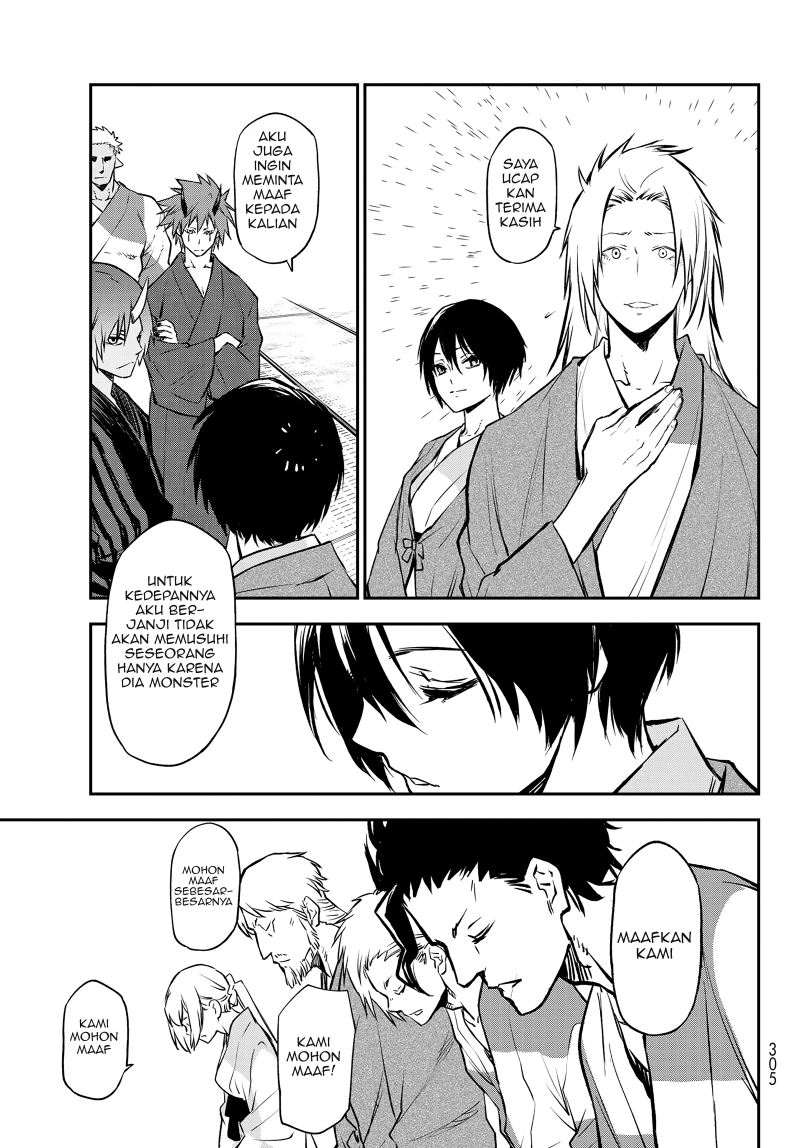 SAYA
UCAP
KAN
TERIMA
KASIH
AKU
JUGA
INGIN
MEMINTA
MAAF
KEPADA
KALIAN
UNTUK
KEDEPANNYA
AKU BER-
JANJI TIDAK
AKAN MEMUSUHI
SESEORANG
HANYA KARENA
DIA MONSTER
MAAFKAN
KAMI
MOHON
MAAF
SEBESAR-
BESARNYA
KAMI
MOHON
MAAF!
KAMI
MOHON
MAAF
305